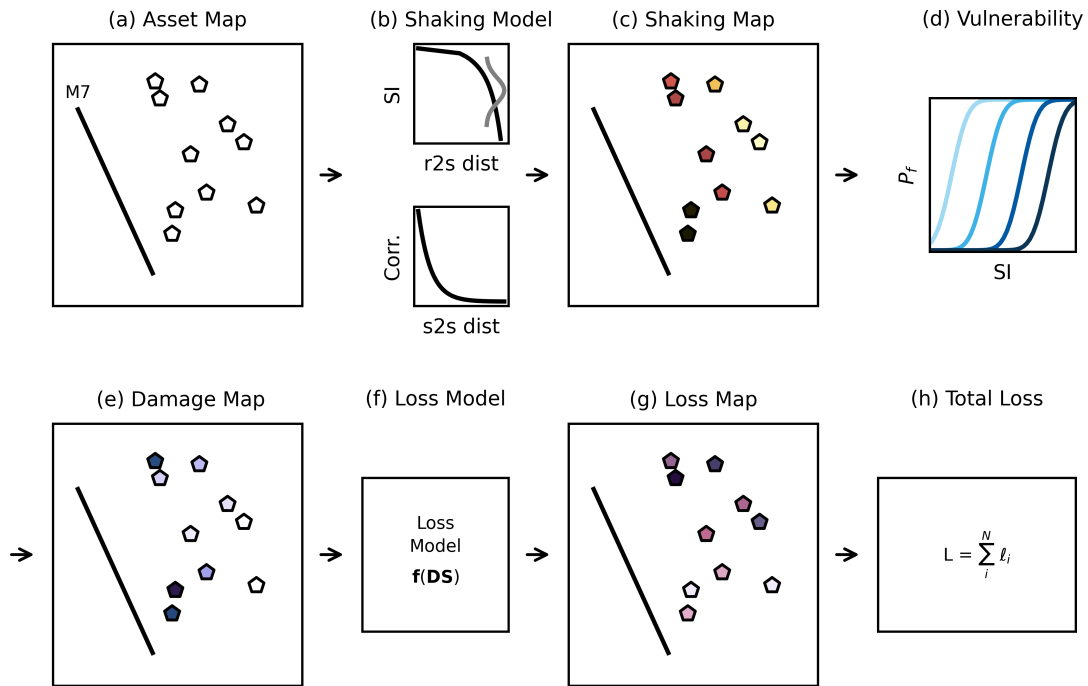 (a) Asset Map
(b) Shaking Model
(c) Shaking Map
(d) Vulnerability
M7
SI
r2s dist
Corr.
s2s dist
P_f
SI
(e) Damage Map
(f) Loss Model
(g) Loss Map
(h) Total Loss
Loss
Model
f(DS)
L = ∑_i^N ℓ_i